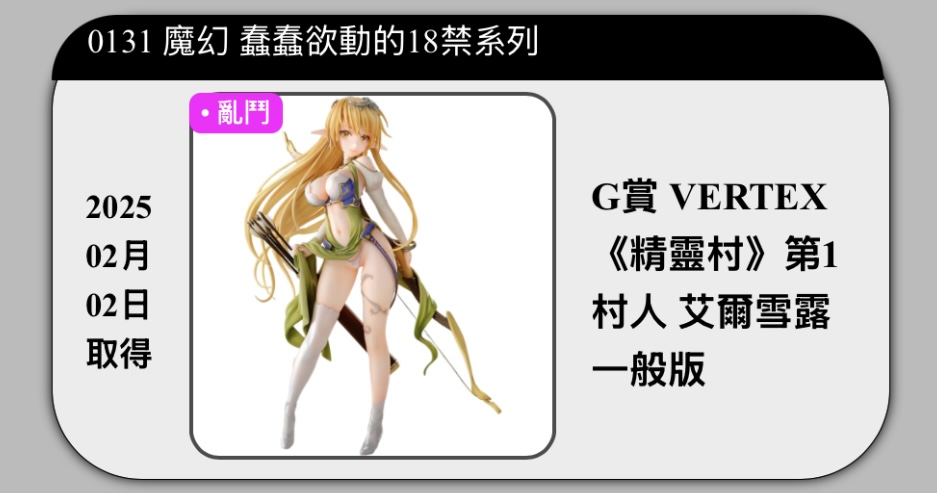 0131 魔幻 蠢蠢欲動的18禁系列
• 亂鬥
2025
02月
02日
取得
G賞 VERTEX
《精靈村》第1
村人 艾爾雪露
一般版